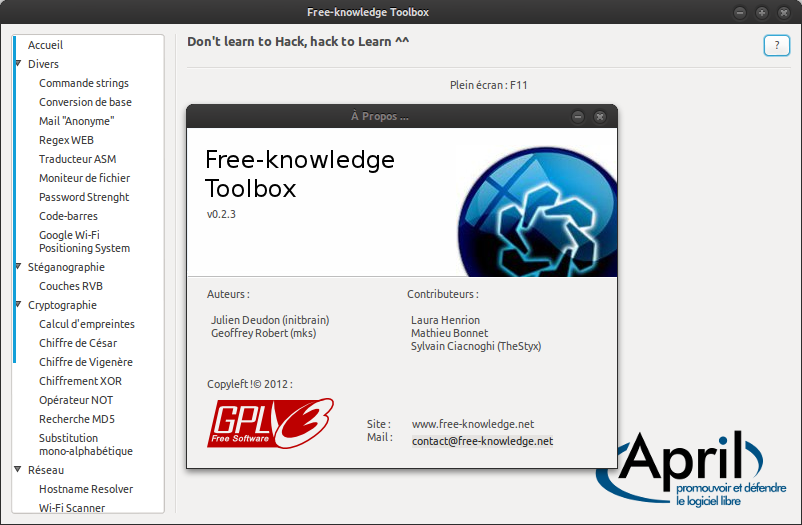 Free-knowledge Toolbox
Accueil
Divers
Commande strings
Conversion de base
Mail "Anonyme"
Regex WEB
Traducteur ASM
Moniteur de fichier
Password Strenght
Code-barres
Google Wi-Fi
Positioning System
Stéganographie
Couches RVB
Cryptographie
Calcul d'empreintes
Chiffre de César
Chiffre de Vigenère
Chiffrement XOR
Opérateur NOT
Recherche MD5
Substitution
mono-alphabétique
Réseau
Hostname Resolver
Wi-Fi Scanner
Don't learn to Hack, hack to Learn ^^
?
Plein écran : F11
À Propos ...
Free-knowledge
Toolbox
v0.2.3
Auteurs :
Julien Deudon (initbrain)
Geoffrey Robert (mks)
Contributeurs :
Laura Henrion
Mathieu Bonnet
Sylvain Ciacnoghi (TheStyx)
Copyleft !© 2012 :
GPLV3
Free Software
Site : www.free-knowledge.net
Mail : contact@free-knowledge.net
April
promouvoir et défendre
le logiciel libre